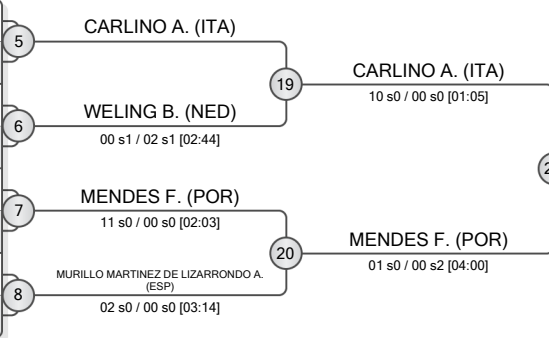 CARLINO A. (ITA)
5
19
CARLINO A. (ITA)
10 s0 / 00 s0 [01:05]
WELING B. (NED)
6
00 s1 / 02 s1 [02:44]
MENDES F. (POR)
7
11 s0 / 00 s0 [02:03]
20
MENDES F. (POR)
01 s0 / 00 s2 [04:00]
MURILLO MARTINEZ DE LIZARRONDO A.
(ESP)
8
02 s0 / 00 s0 [03:14]